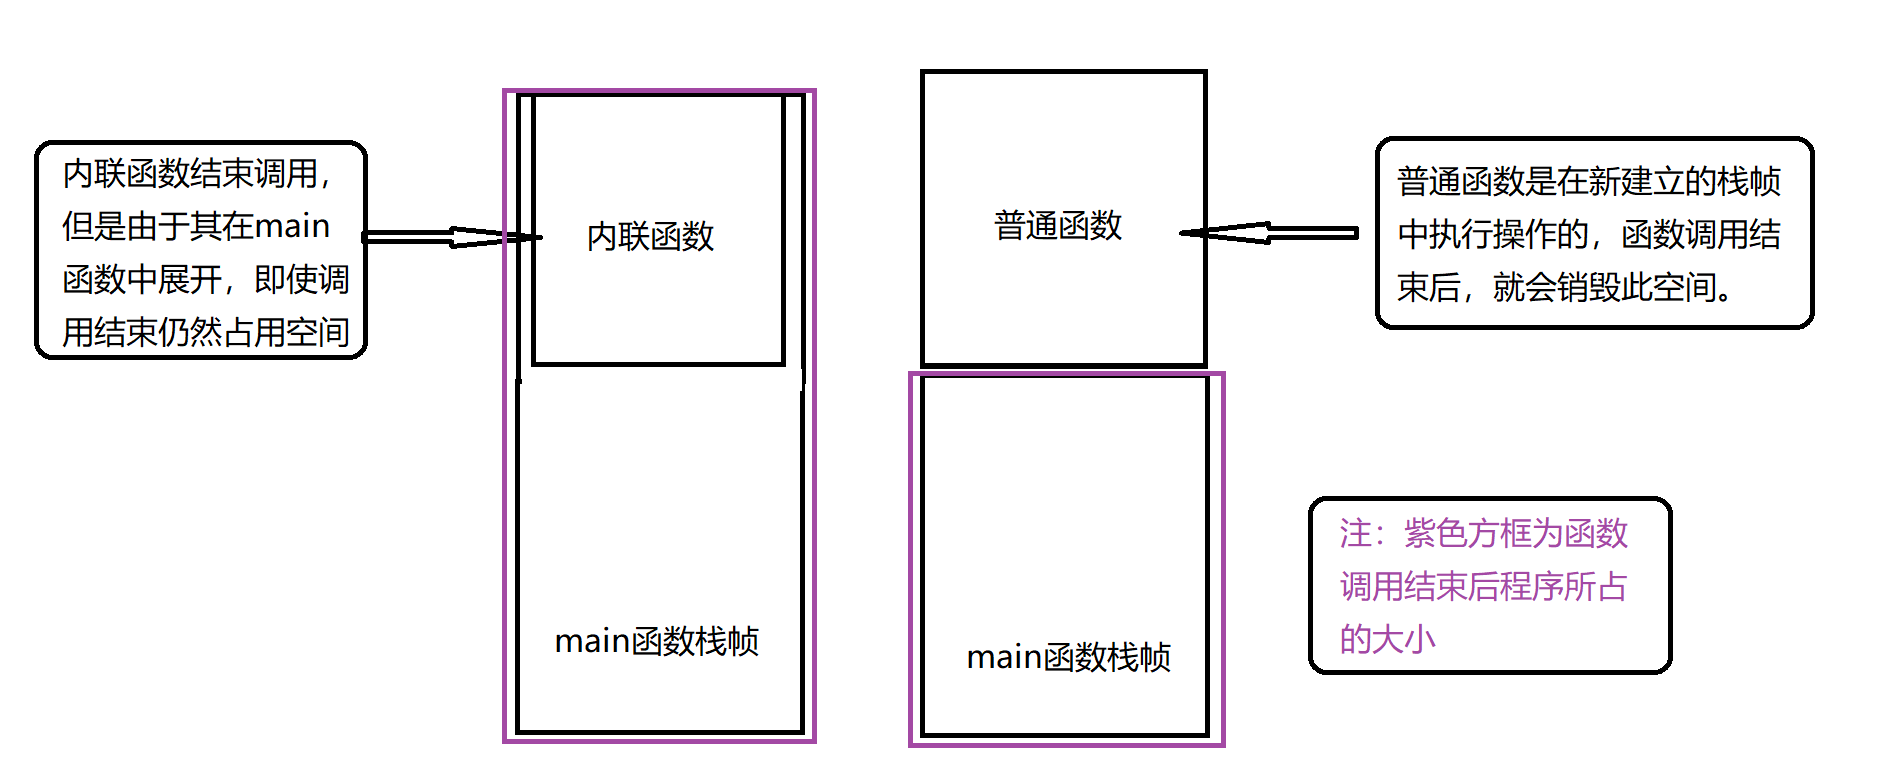 内联函数结束调用，
但是由于其在main
函数中展开，即使调
用结束仍然占用空间
内联函数
main函数栈帧
普通函数
main函数栈帧
普通函数是在新建立的栈帧
中执行操作的，函数调用结
束后，就会销毁此空间。
注：紫色方框为函数
调用结束后程序所占
的大小